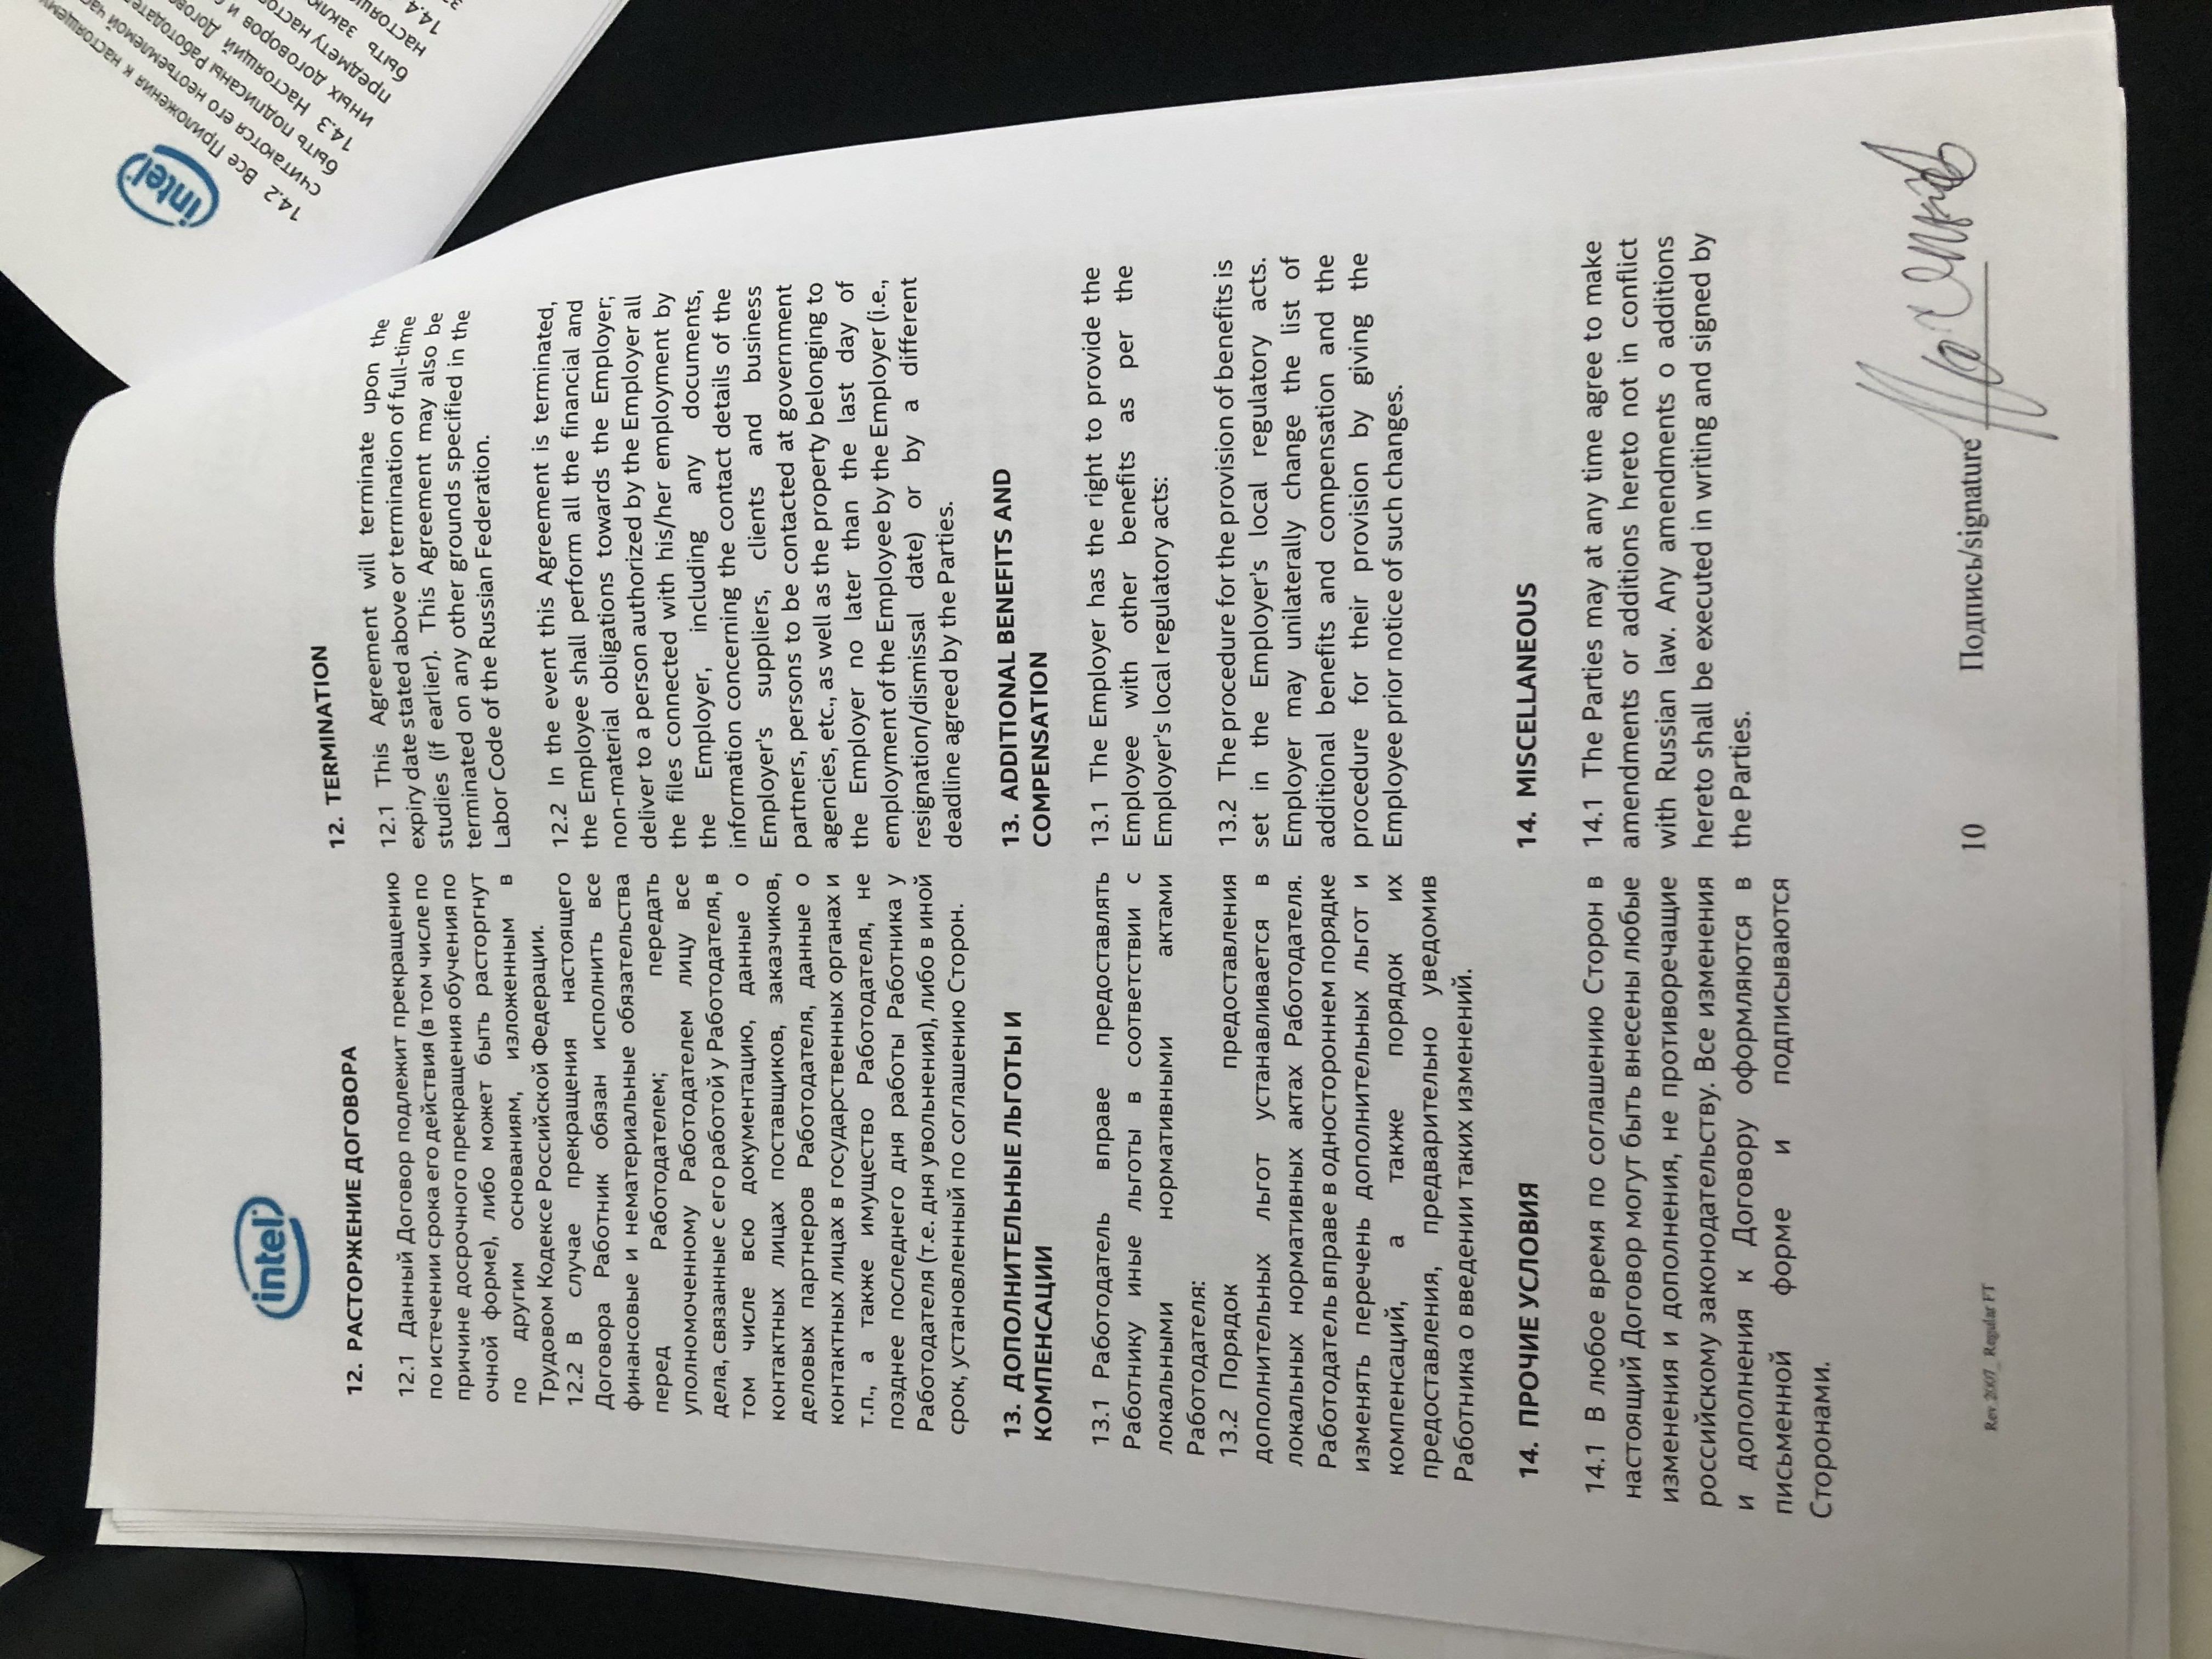 intel
12. РАСТОРЖЕНИЕ ДОГОВОРА
12.1 Данный Договор подлежит прекращению
по истечении срока его действия (в том числе по
причине досрочного прекращения обучения по
очной форме), либо может быть расторгнут
по другим основаниям, изложенным в
Трудовом Кодексе Российской Федерации.
12.2 В случае прекращения настоящего
Договора Работник обязан исполнить все
финансовые и нематериальные обязательства
перед Работодателем; передать
уполномоченному Работодателем лицу все
дела, связанные с его работой у Работодателя, в
том числе всю документацию, данные о
контактных лицах поставщиков, заказчиков,
деловых партнеров Работодателя, данные о
контактных лицах в государственных органах и
т.п., а также имущество Работодателя, не
позднее последнего дня работы Работника у
Работодателя (т.е. дня увольнения), либо в иной
срок, установленный по соглашению Сторон.
13. ДОПОЛНИТЕЛЬНЫЕ ЛЬГОТЫ И
КОМПЕНСАЦИИ
13.1 Работодатель вправе предоставлять
Работнику иные льготы в соответствии с
локальными нормативными актами
Работодателя:
13.2 Порядок предоставления
дополнительных льгот устанавливается в
локальных нормативных актах Работодателя.
Работодатель вправе в одностороннем порядке
изменять перечень дополнительных льгот и
компенсаций, а также порядок их
предоставления, предварительно уведомив
Работника о введении таких изменений.
14. ПРОЧИЕ УСЛОВИЯ
14.1 В любое время по соглашению Сторон в
настоящий Договор могут быть внесены любые
изменения и дополнения, не противоречащие
российскому законодательству. Все изменения
и дополнения к Договору оформляются в
письменной форме и подписываются
Сторонами.
12. TERMINATION
12.1 This Agreement will terminate upon the
expiry date stated above or termination of full-time
studies (if earlier). This Agreement may also be
terminated on any other grounds specified in the
Labor Code of the Russian Federation.
12.2 In the event this Agreement is terminated,
the Employee shall perform all the financial and
non-material obligations towards the Employer;
deliver to a person authorized by the Employer all
the files connected with his/her employment by
the Employer, including any documents,
information concerning the contact details of the
Employer's suppliers, clients and business
partners, persons to be contacted at government
agencies, etc., as well as the property belonging to
the Employer no later than the last day of
employment of the Employee by the Employer (i.e.,
resignation/dismissal date) or by a different
deadline agreed by the Parties.
13. ADDITIONAL BENEFITS AND
COMPENSATION
13.1 The Employer has the right to provide the
Employee with other benefits as per the
Employer's local regulatory acts:
13.2 The procedure for the provision of benefits is
set in the Employer's local regulatory acts.
Employer may unilaterally change the list of
additional benefits and compensation and the
procedure for their provision by giving the
Employee prior notice of such changes.
14. MISCELLANEOUS
14.1 The Parties may at any time agree to make
amendments or additions hereto not in conflict
with Russian law. Any amendments o additions
hereto shall be executed in writing and signed by
the Parties.
Rev 2007_ Regular FT
10
Подпись/signature
intel
14.2 Все Приложения к настоящему
считаются его неотъемлемой
быть подписаны
14.3 Настоящий
иных договоров и
предмету
быть
14.4